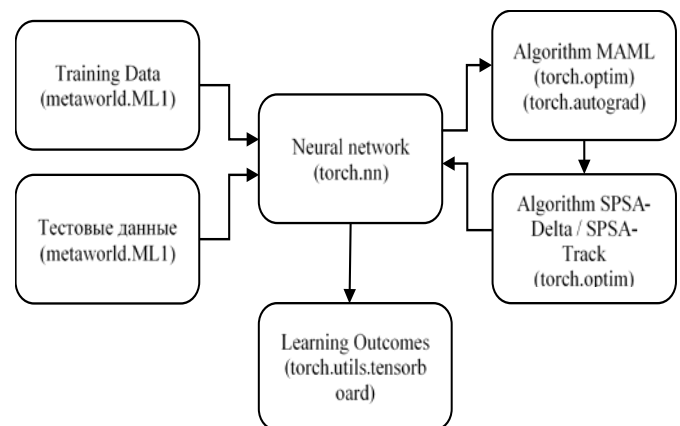 Training Data
(metaworld.ML1)
Тестовые данные
(metaworld.ML1)
Neural network
(torch.nn)
Algorithm MAML
(torch.optim)
(torch.autograd)
Algorithm SPSA-
Delta / SPSA-
Track
(torch.optim)
Learning Outcomes
(torch.utils.tensorb
oard)